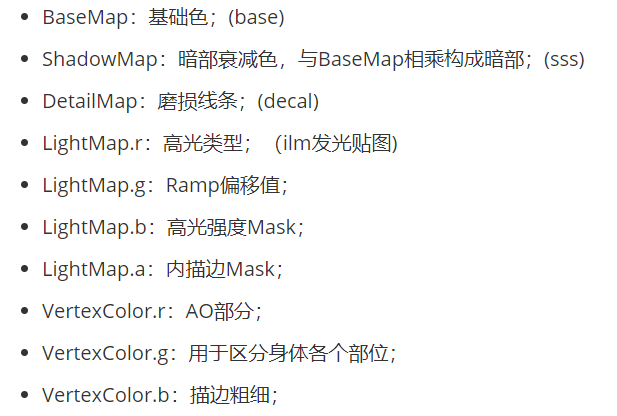 BaseMap：基础色；(base)
ShadowMap：暗部衰减色，与BaseMap相乘构成暗部；(sss)
DetailMap：磨损线条；(decal)
LightMap.r：高光类型；（ilm发光贴图)
LightMap.g：Ramp偏移值；
LightMap.b：高光强度Mask；
LightMap.a：内描边Mask；
VertexColor.r：AO部分；
VertexColor.g：用于区分身体各个部位；
VertexColor.b：描边粗细；